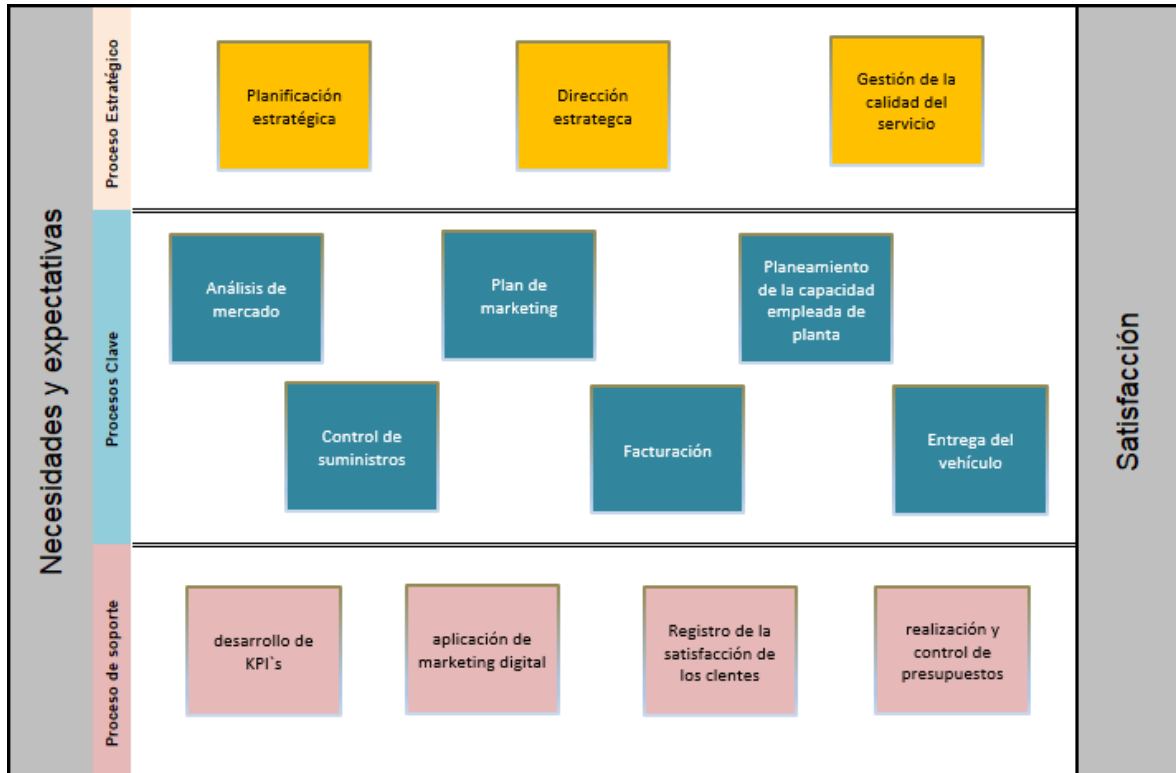 Necesidades y expectativas
Proceso Estratégico
Planificación
estratégica
Dirección
estrategca
Gestión de la
calidad del
servicio
Procesos Clave
Análisis de
mercado
Plan de
marketing
Planeamiento
de la capacidad
empleada de
planta
Control de
suministros
Facturación
Entrega del
vehículo
Proceso de soporte
desarrollo de
KPI`s
aplicación de
marketing digital
Registro de la
satisfacción de
los clentes
realización y
control de
presupuestos
Satisfacción